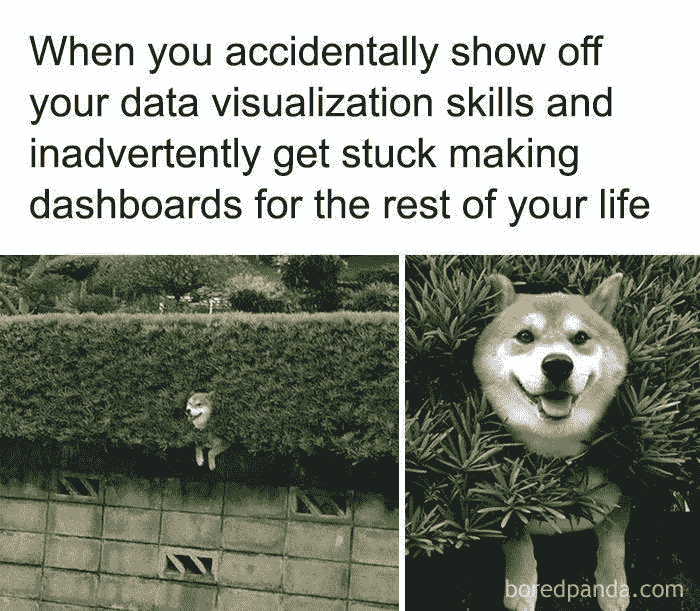 When you accidentally show off
your data visualization skills and
inadvertently get stuck making
dashboards for the rest of your life
boredpanda.com